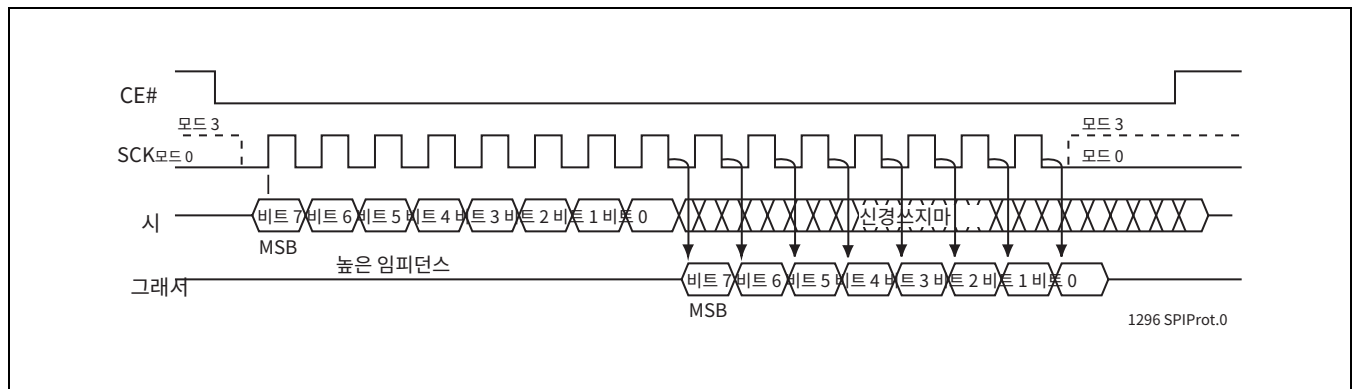 CE#
모드 3
모드 3
SCK모드 0
모드 0
시
비트 7 비트 6 비트 5 비트 4 비트 3 비트 2 비트 1 비트 0
신경쓰지마
MSB
높은 임피던스
그래서
비트 7 비트 6 비트 5 비트 4 비트 3 비트 2 비트 1 비트 0
MSB
1296 SPIProt.0